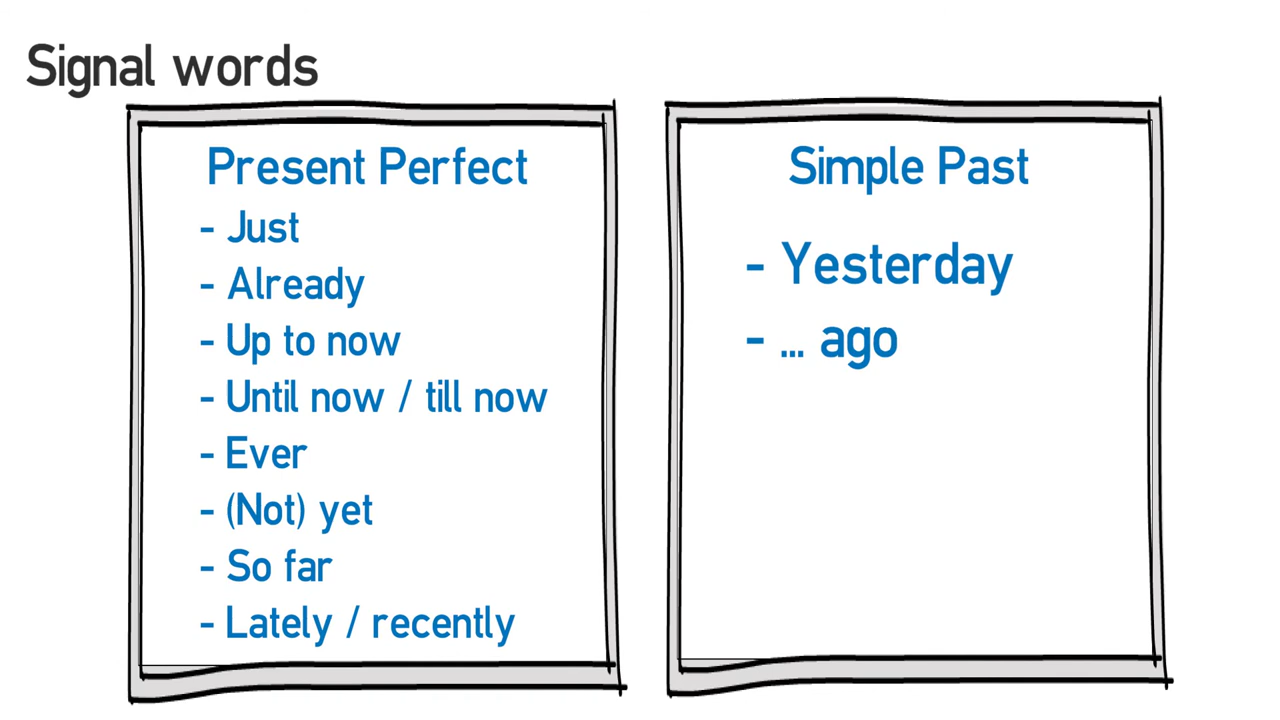 Signal words
Present Perfect
- Just
- Already
- Up to now
- Until now / till now
- Ever
- (Not) yet
- So far
- Lately / recently
Simple Past
- Yesterday
- ... ago